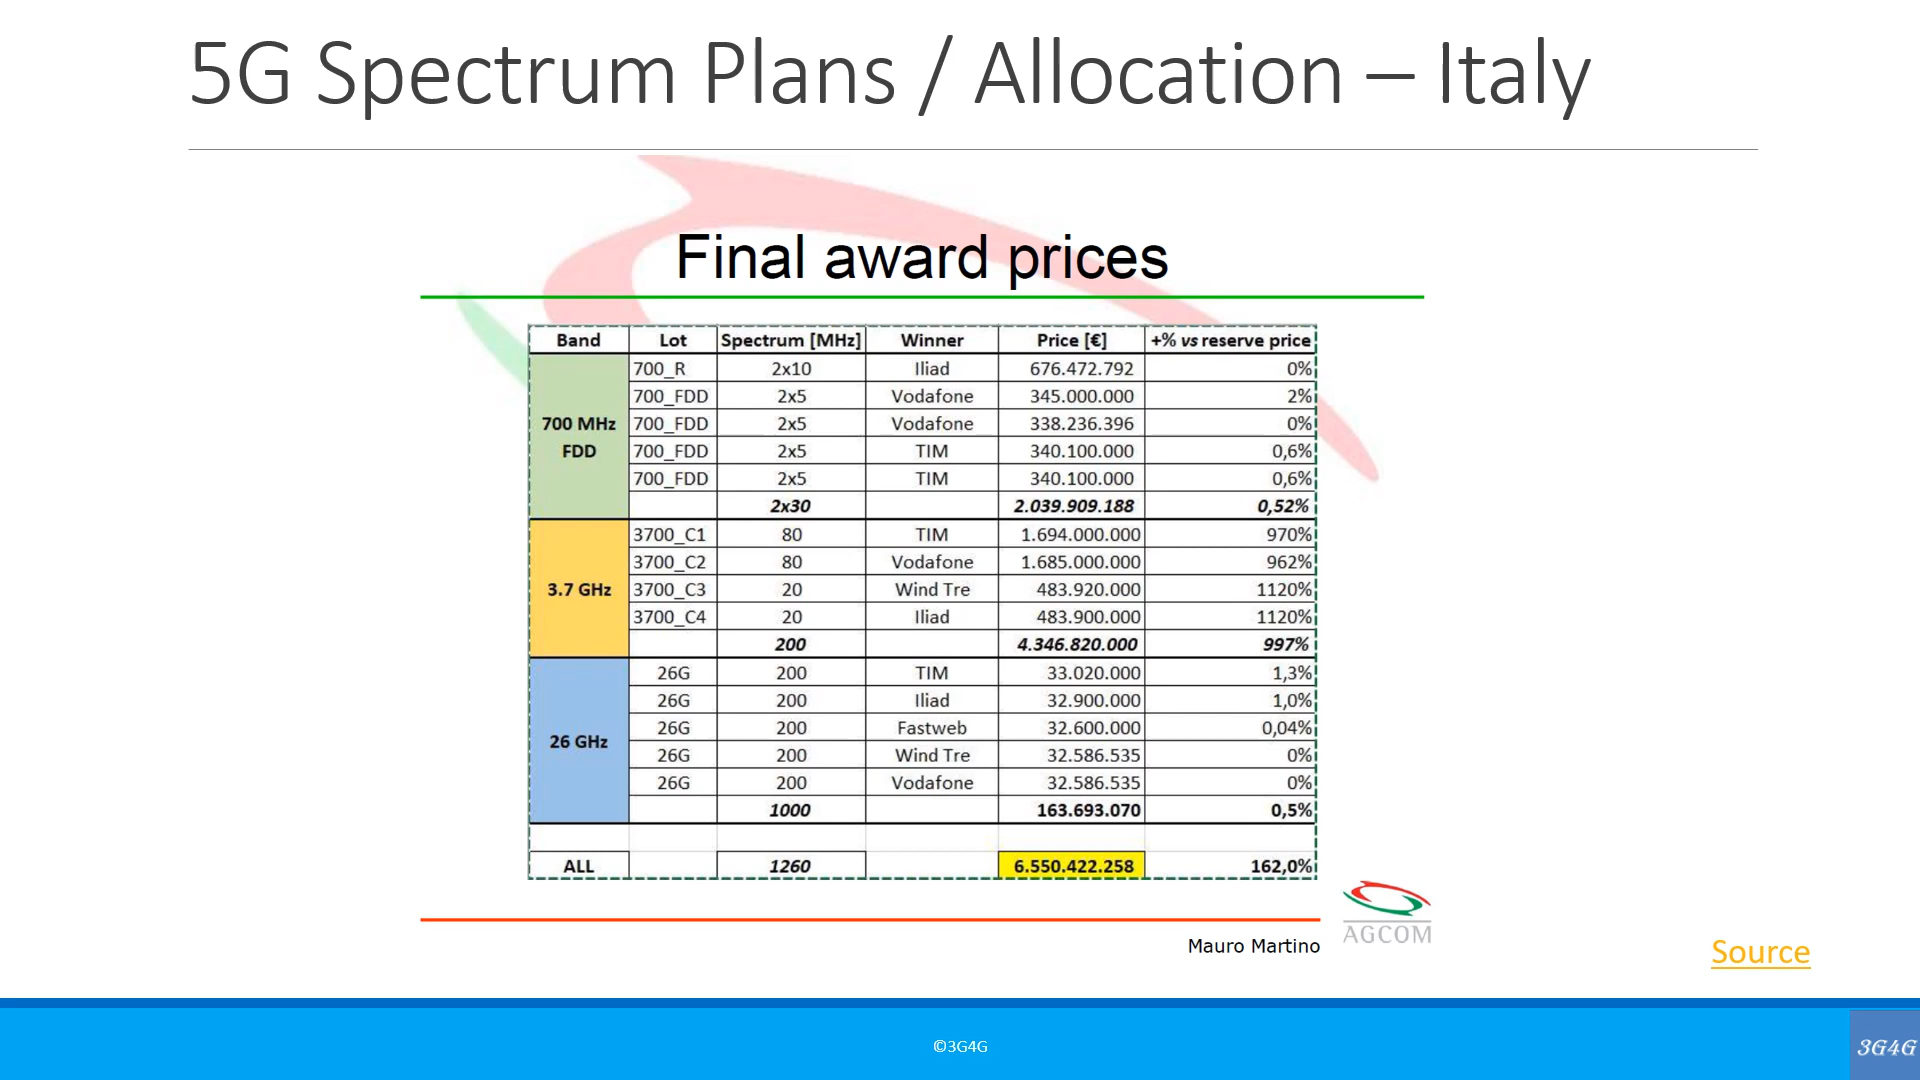 5G Spectrum Plans / Allocation – Italy
Final award prices
Band Lot Spectrum [MHz] Winner Price [€] +% vs reserve price
700 MHz FDD
700_R 2x10 Iliad 676.472.792 0%
700_FDD 2x5 Vodafone 345.000.000 2%
700_FDD 2x5 Vodafone 338.236.396 0%
700_FDD 2x5 TIM 340.100.000 0,6%
700_FDD 2x5 TIM 340.100.000 0,6%
2x30 2.039.909.188 0,52%
3.7 GHz
3700_C1 80 TIM 1.694.000.000 970%
3700_C2 80 Vodafone 1.685.000.000 962%
3700_C3 20 Wind Tre 483.920.000 1120%
3700_C4 20 Iliad 483.900.000 1120%
200 4.346.820.000 997%
26 GHz
26G 200 TIM 33.020.000 1,3%
26G 200 Iliad 32.900.000 1,0%
26G 200 Fastweb 32.600.000 0,04%
26G 200 Wind Tre 32.586.535 0%
26G 200 Vodafone 32.586.535 0%
1000 163.693.070 0,5%
ALL 1260 6.550.422.258 162,0%
Mauro Martino
AGCOM
Source
©3G4G
3G4G